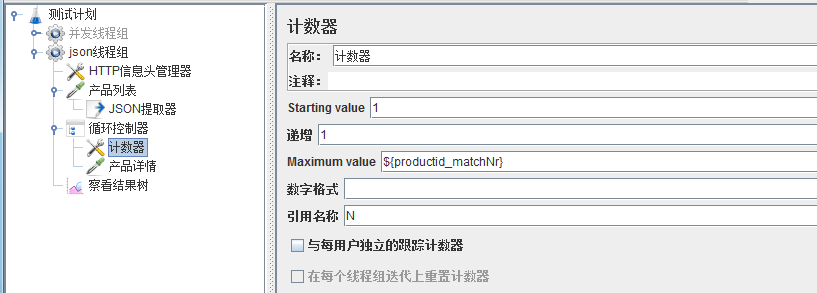 测试计划
并发线程组
json线程组
HTTP信息头管理器
产品列表
JSON提取器
循环控制器
计数器
产品详情
察看结果树
计数器
名称： 计数器
注释：
Starting value 1
递增 1
Maximum value ${productid_matchNr}
数字格式
引用名称 N
与每用户独立的跟踪计数器
在每个线程组迭代上重置计数器